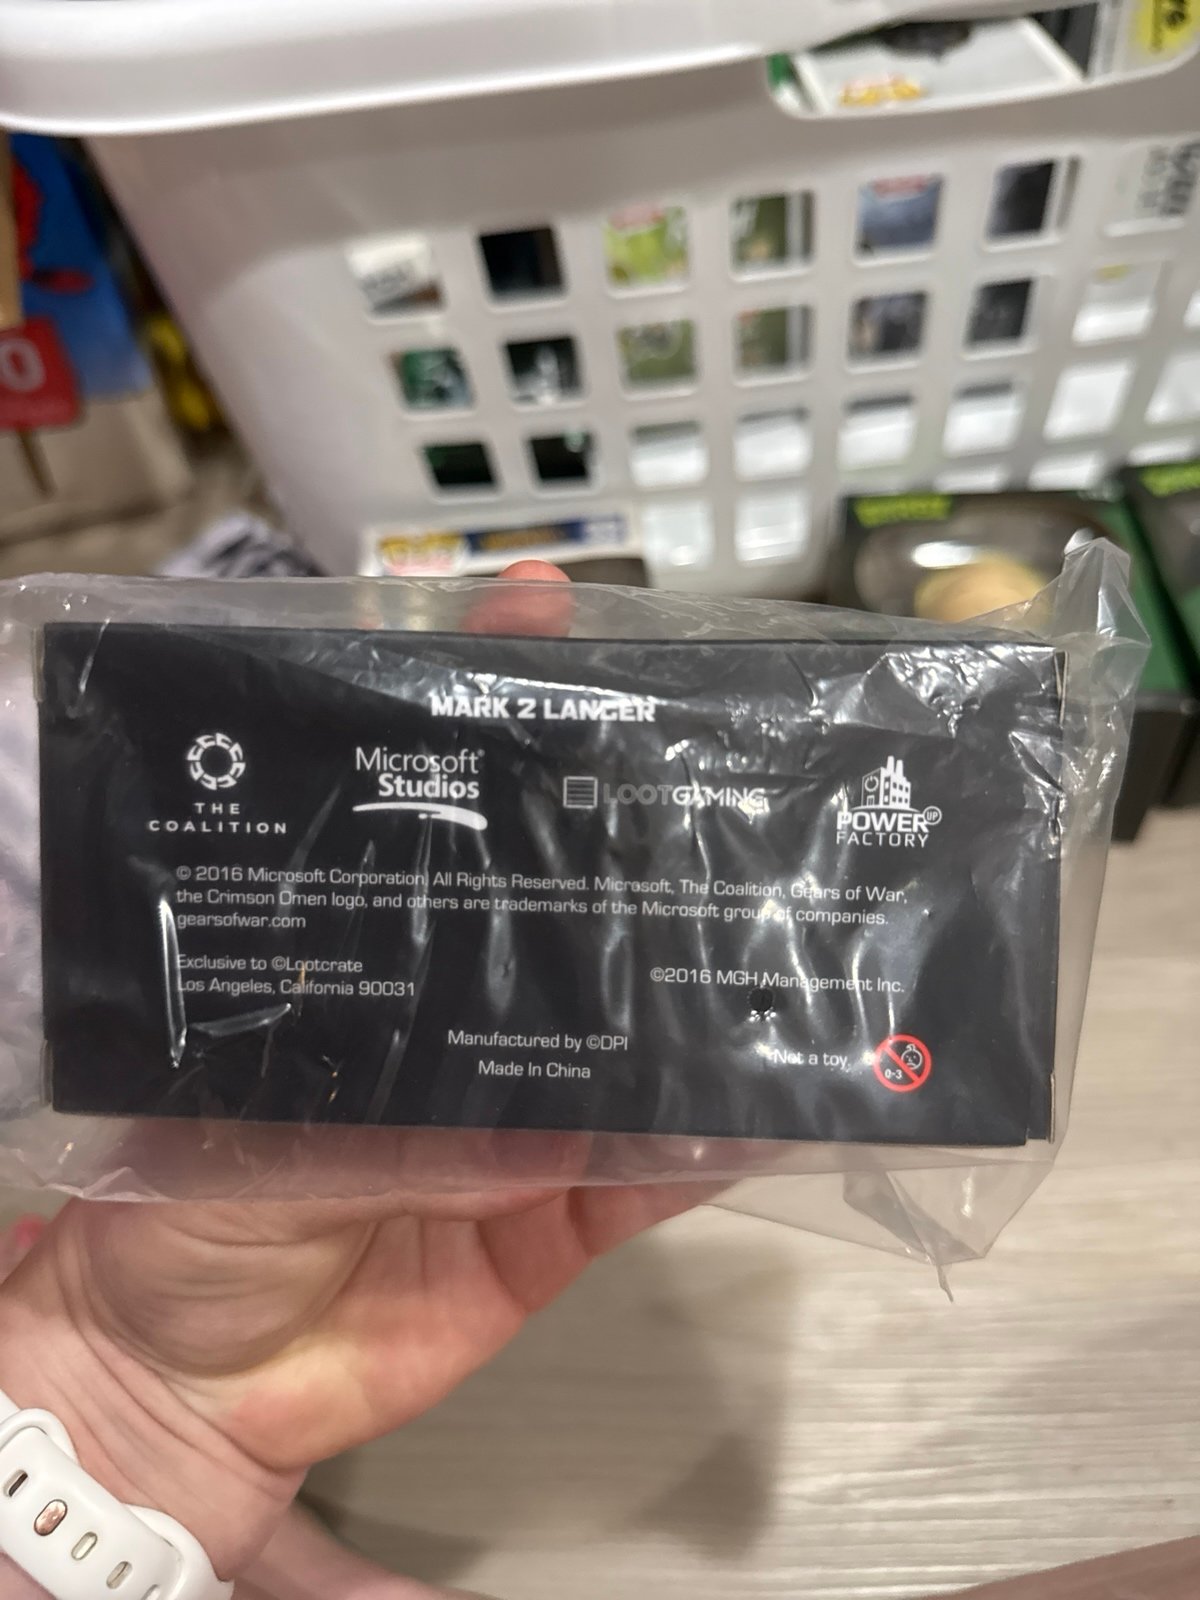 0
MARK 2 LANCER
THE
COALITION
Microsoft®
Studios
LOOTGAMING
POWER UP
FACTORY
© 2016 Microsoft Corporation. All Rights Reserved. Microsoft, The Coalition, Gears of War,
the Crimson Omen logo, and others are trademarks of the Microsoft group of companies.
gearsofwar.com
Exclusive to ©Lootcrate
Los Angeles, California 90031
©2016 MGH Management Inc.
Manufactured by ©DPI
Made In China
Not a toy.
0-3